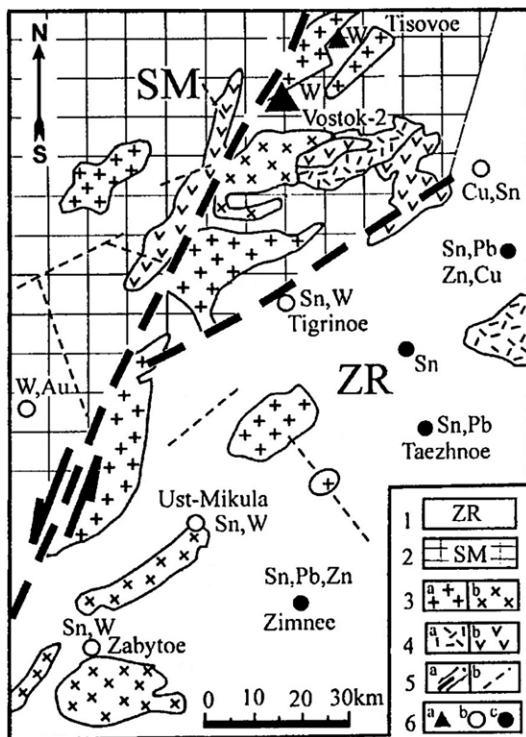 N
S
SM
W
Tisovoe
W
Vostok-2
Cu,Sn
Sn,Pb
Zn,Cu
Sn,W
Tigrinoe
ZR
Sn
W,Au
Sn,Pb
Taezhnoe
Ust-Mikula
Sn,W
Sn,Pb,Zn
Zimnee
Sn,W
Zabytoe
0 10 20 30km
1 ZR
2 SM
3 a b
4 a b
5 a b
6 a b c